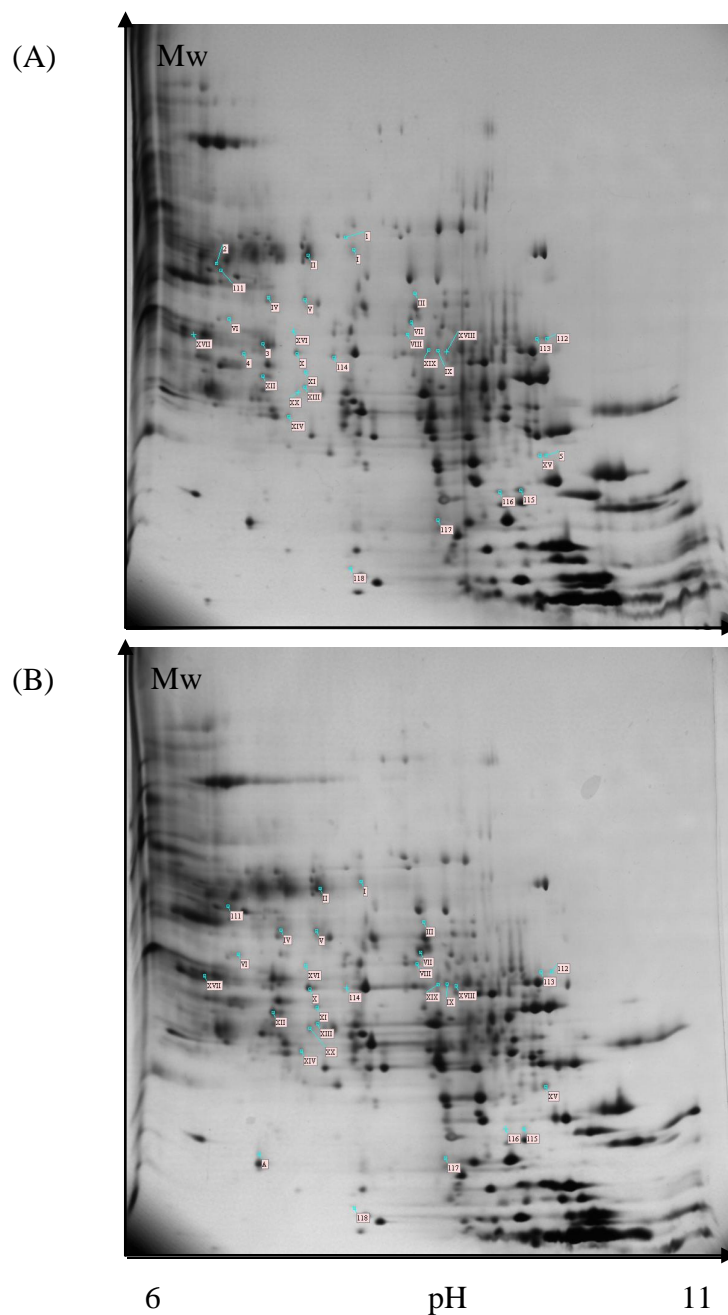 (A)
Mw
1
2
I
II
111
III
IV
V
VI
VII
XVI
XVIII
XVII
VIII
112
3
113
4
X
114
XIX
IX
XI
XII
XX
XIII
XIV
5
XV
116
115
117
118
(B)
Mw
I
II
111
III
IV
V
VI
VII
XVI
VIII
112
XVII
113
X
114
XIX
IX
XVIII
XI
XII
XIII
XIV
XX
XV
116
115
A
117
118
6 pH 11